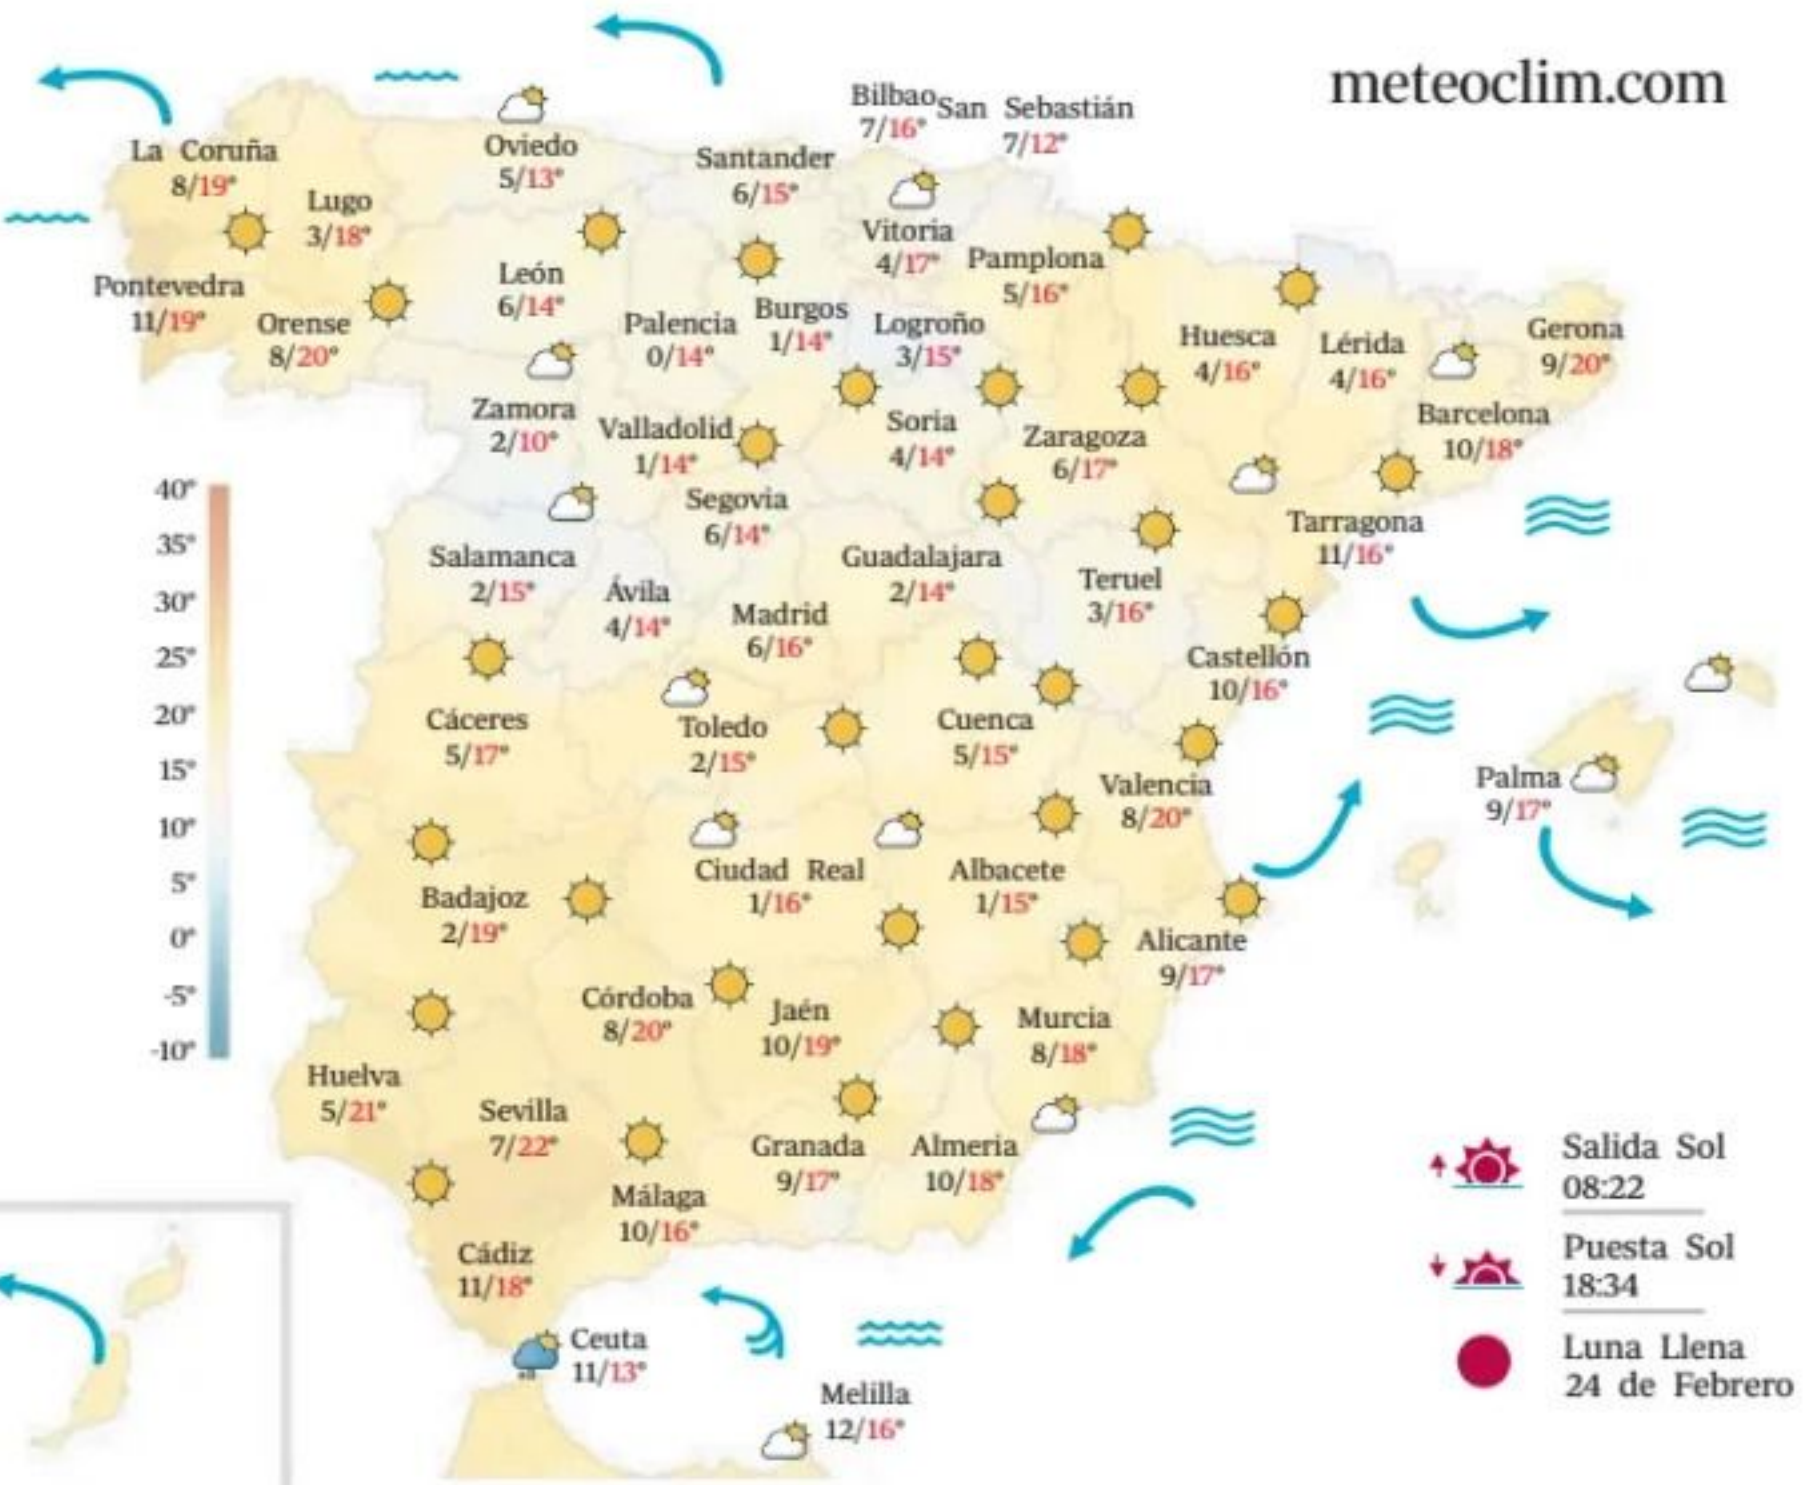 meteoclim.com
Bilbao
7/16°
San Sebastián
7/12°
La Coruña
8/19°
Oviedo
5/13°
Santander
6/15°
Lugo
3/18°
Vitoria
4/17°
Pamplona
5/16°
León
6/14°
Pontevedra
11/19°
Orense
8/20°
Palencia
0/14°
Burgos
1/14°
Logroño
3/15°
Huesca
4/16°
Lérida
4/16°
Gerona
9/20°
Zamora
2/10°
Valladolid
1/14°
Soria
4/14°
Zaragoza
6/17°
Barcelona
10/18°
Segovia
6/14°
Tarragona
11/16°
Salamanca
2/15°
Ávila
4/14°
Madrid
6/16°
Guadalajara
2/14°
Teruel
3/16°
Castellón
10/16°
Cáceres
5/17°
Toledo
2/15°
Cuenca
5/15°
Valencia
8/20°
Palma
9/17°
Badajoz
2/19°
Ciudad Real
1/16°
Albacete
1/15°
Alicante
9/17°
Córdoba
8/20°
Jaén
10/19°
Murcia
8/18°
Huelva
5/21°
Sevilla
7/22°
Granada
9/17°
Almeria
10/18°
Málaga
10/16°
Cádiz
11/18°
Ceuta
11/13°
Melilla
12/16°
40°
35°
30°
25°
20°
15°
10°
5°
0°
-5°
-10°
Salida Sol
08:22
Puesta Sol
18:34
Luna Llena
24 de Febrero